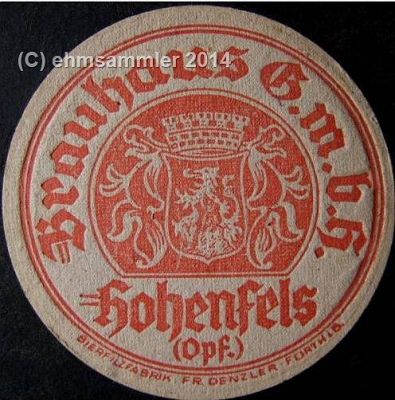 (C) ehmsammler 2014
Brauhaus G.m.b.H.
Hohenfels
(Opf.)
BIERFILZFABRIK FR. DENZLER FÜRTH I.B.